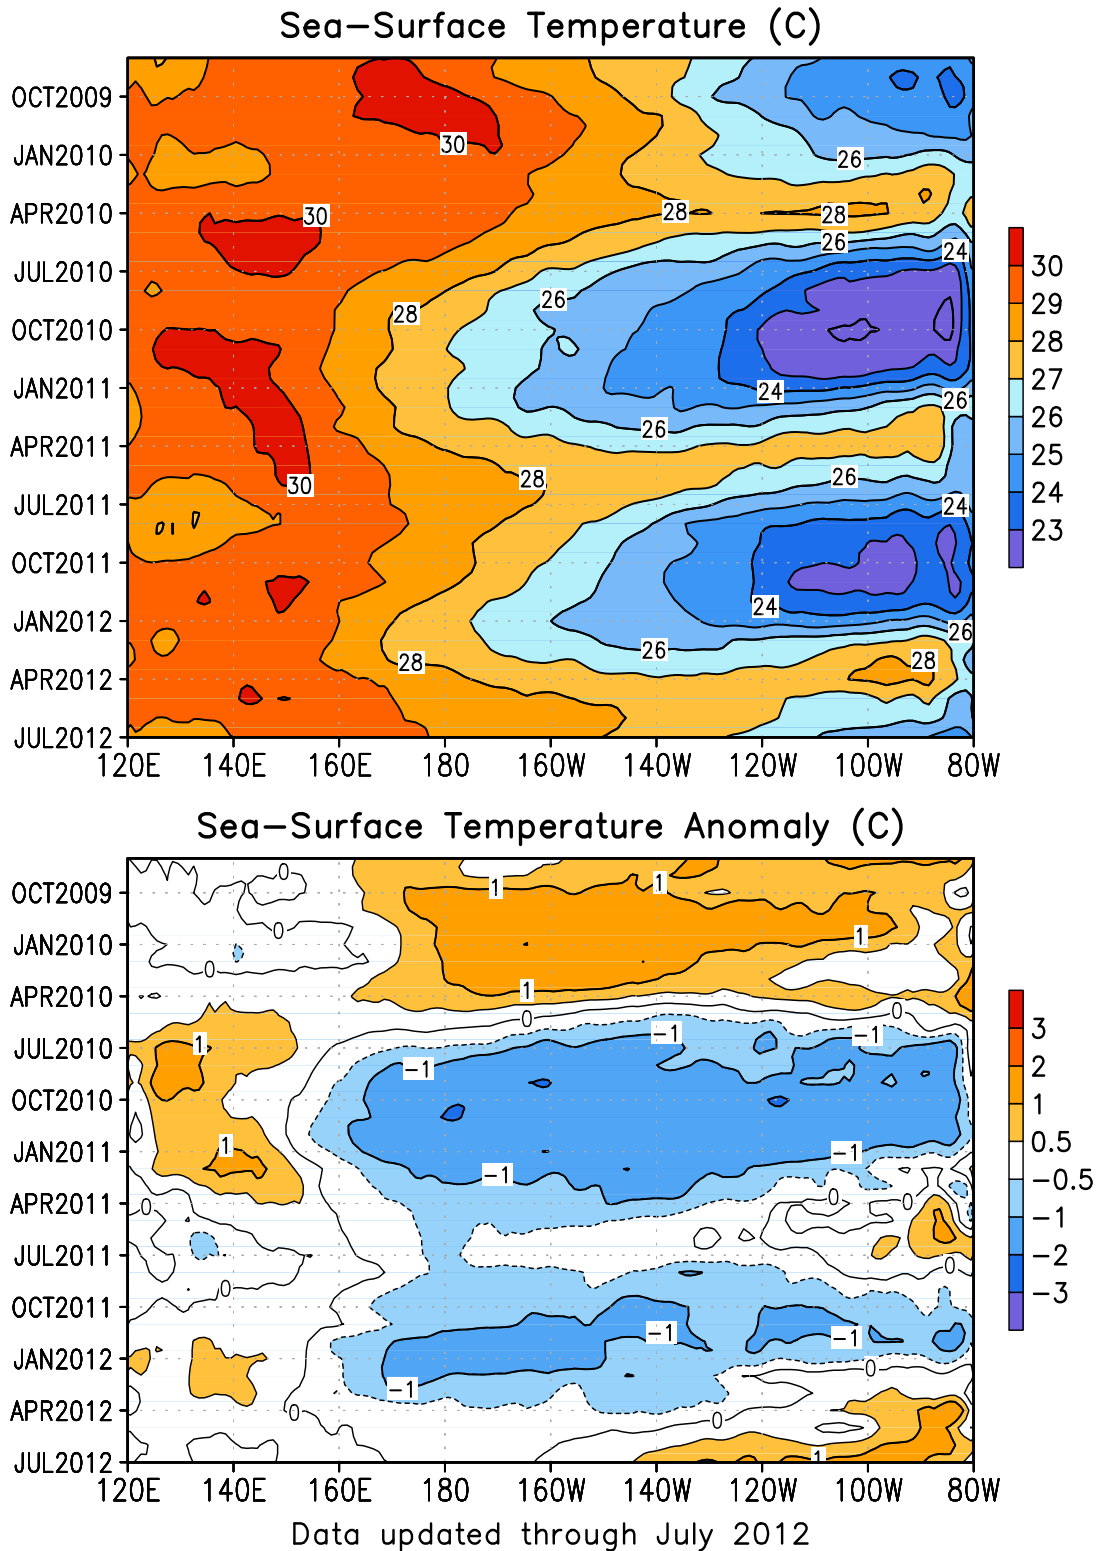 Sea-Surface Temperature (C)
OCT2009
JAN2010
APR2010
JUL2010
OCT2010
JAN2011
APR2011
JUL2011
OCT2011
JAN2012
APR2012
JUL2012
30
30
30
28
28
26
26
24
28
26
24
26
26
28
26
24
24
26
26
28
28
120E 140E 160E 180 160W 140W 120W 100W 80W
30
29
28
27
26
25
24
23
Sea-Surface Temperature Anomaly (C)
OCT2009
JAN2010
APR2010
JUL2010
OCT2010
JAN2011
APR2011
JUL2011
OCT2011
JAN2012
APR2012
JUL2012
0
1
1
0
1
0
1
0
0
1
-1
-1
-1
1
-1
-1
0
0
0
0
0
-1
-1
0
-1
0
0
1
120E 140E 160E 180 160W 140W 120W 100W 80W
3
2
1
0.5
-0.5
-1
-2
-3
Data updated through July 2012